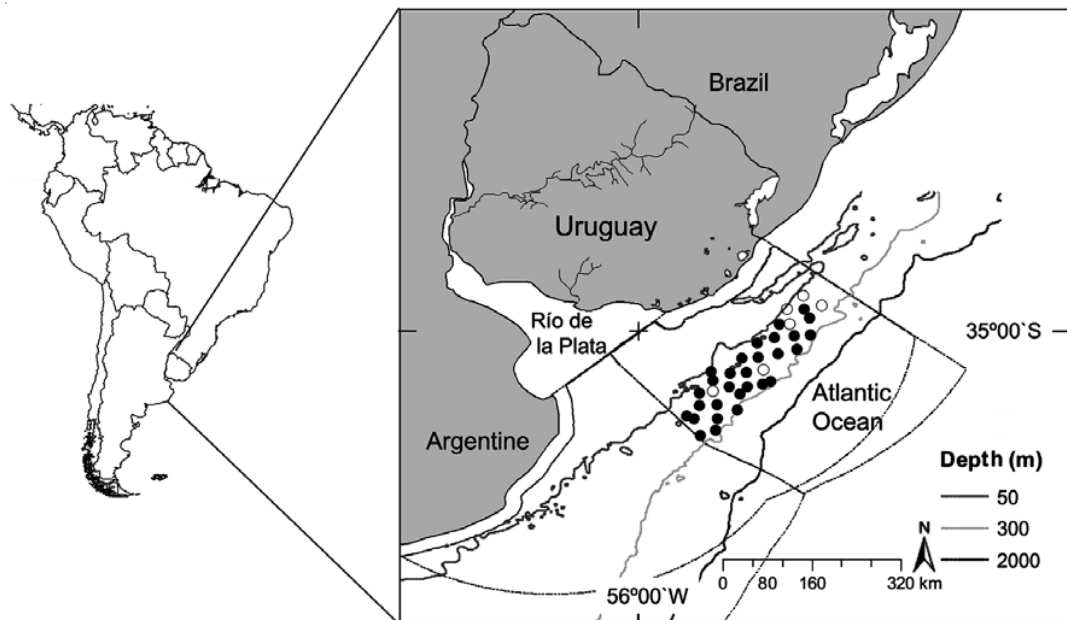 Brazil
Uruguay
Río de
la Plata
35º00`S
Atlantic
Ocean
Argentine
Depth (m)
50
300
2000
N
0 80 160 320 km
56º00`W